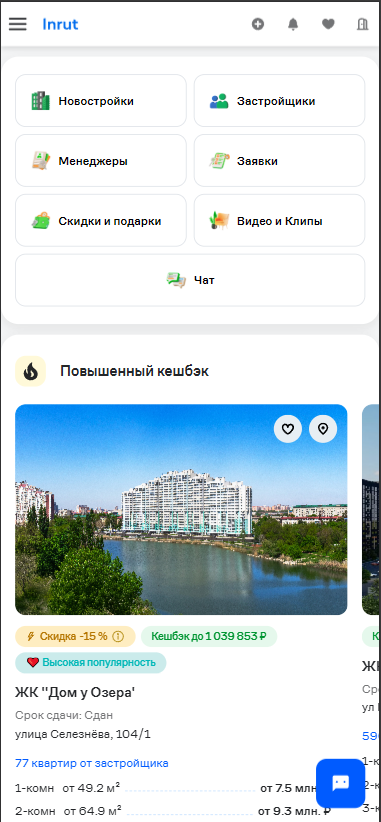 Inrut
Новостройки
Застройщики
Менеджеры
Заявки
Скидки и подарки
Видео и Клипы
Чат
Повышенный кешбэк
Скидка -15 %
Кешбэк до 1 039 853 ₽
К
Высокая популярность
ЖК "Дом у Озера'
ЖК
Срок сдачи: Сдан
Ср
улица Селезнёва, 104/1
ул
77 квартир от застройщика
590
1-комн от 49.2 м² от 7.5 млн.
1-к
2-комн от 64.9 м² от 9.3 млн. ₽
3-к